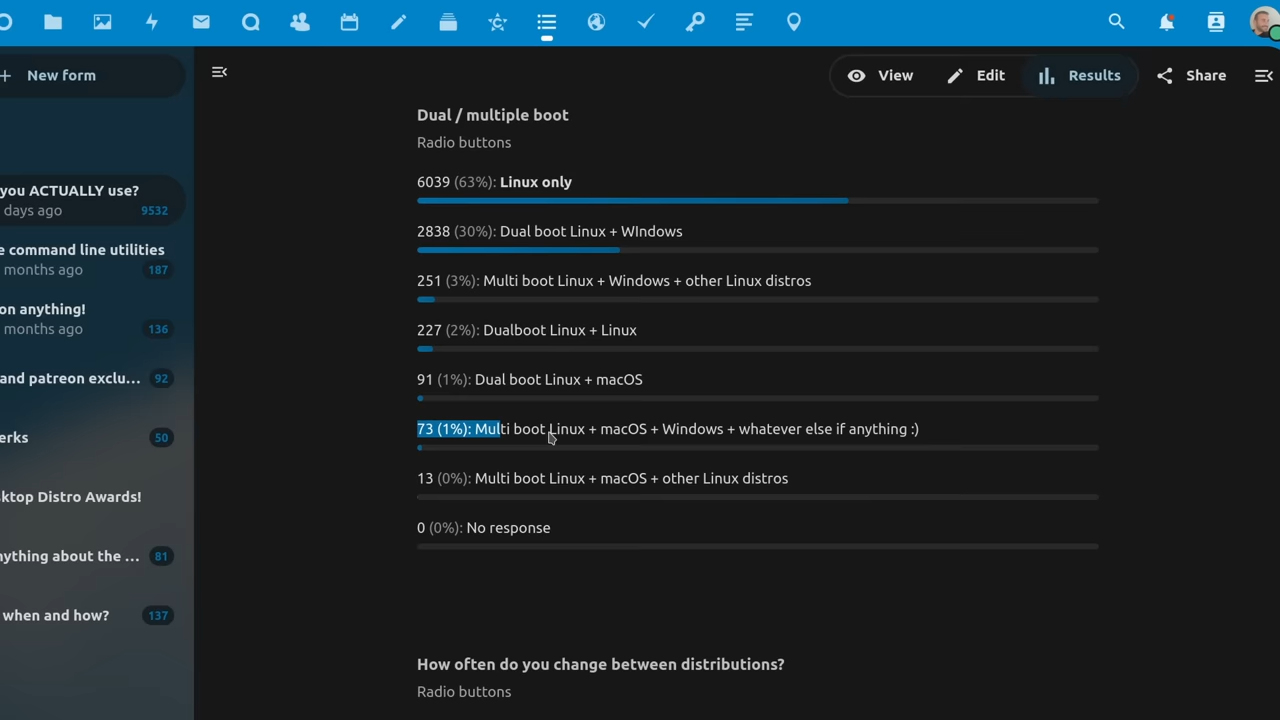 New form
View
Edit
Results
Share
you ACTUALLY use?
days ago
9532
e command line utilities
months ago
187
on anything!
months ago
136
and patreon exclu...
92
erks
50
sktop Distro Awards!
nything about the ...
81
when and how?
137
Dual / multiple boot
Radio buttons
6039 (63%): Linux only
2838 (30%): Dual boot Linux + WIndows
251 (3%): Multi boot Linux + Windows + other Linux distros
227 (2%): Dualboot Linux + Linux
91 (1%): Dual boot Linux + macOS
73 (1%): Multi boot Linux + macOS + Windows + whatever else if anything :)
13 (0%): Multi boot Linux + macOS + other Linux distros
0 (0%): No response
How often do you change between distributions?
Radio buttons